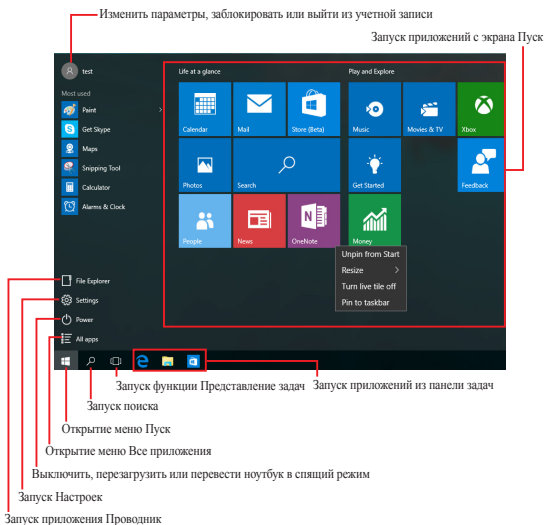 Изменить параметры, заблокировать или выйти из учетной записи
Запуск приложений с экрана Пуск
test
Life at a glance
Play and Explore
Most used
Paint
Get Skype
Maps
Snipping Tool
Calculator
Alarms & Clock
Calendar
Mail
Store (Beta)
Music
Movies & TV
Xbox
Photos
Search
Get Started
Feedback
People
News
OneNote
Money
Unpin from Start
Resize
Turn live tile off
Pin to taskbar
File Explorer
Settings
Power
All apps
Запуск функции Представление задач
Запуск приложений из панели задач
Запуск поиска
Открытие меню Пуск
Открытие меню Все приложения
Выключить, перезагрузить или перевести ноутбук в спящий режим
Запуск Настроек
Запуск приложения Проводник